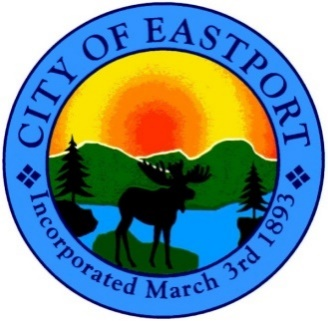 CITY OF EASTPORT
Incorporated March 3rd 1893